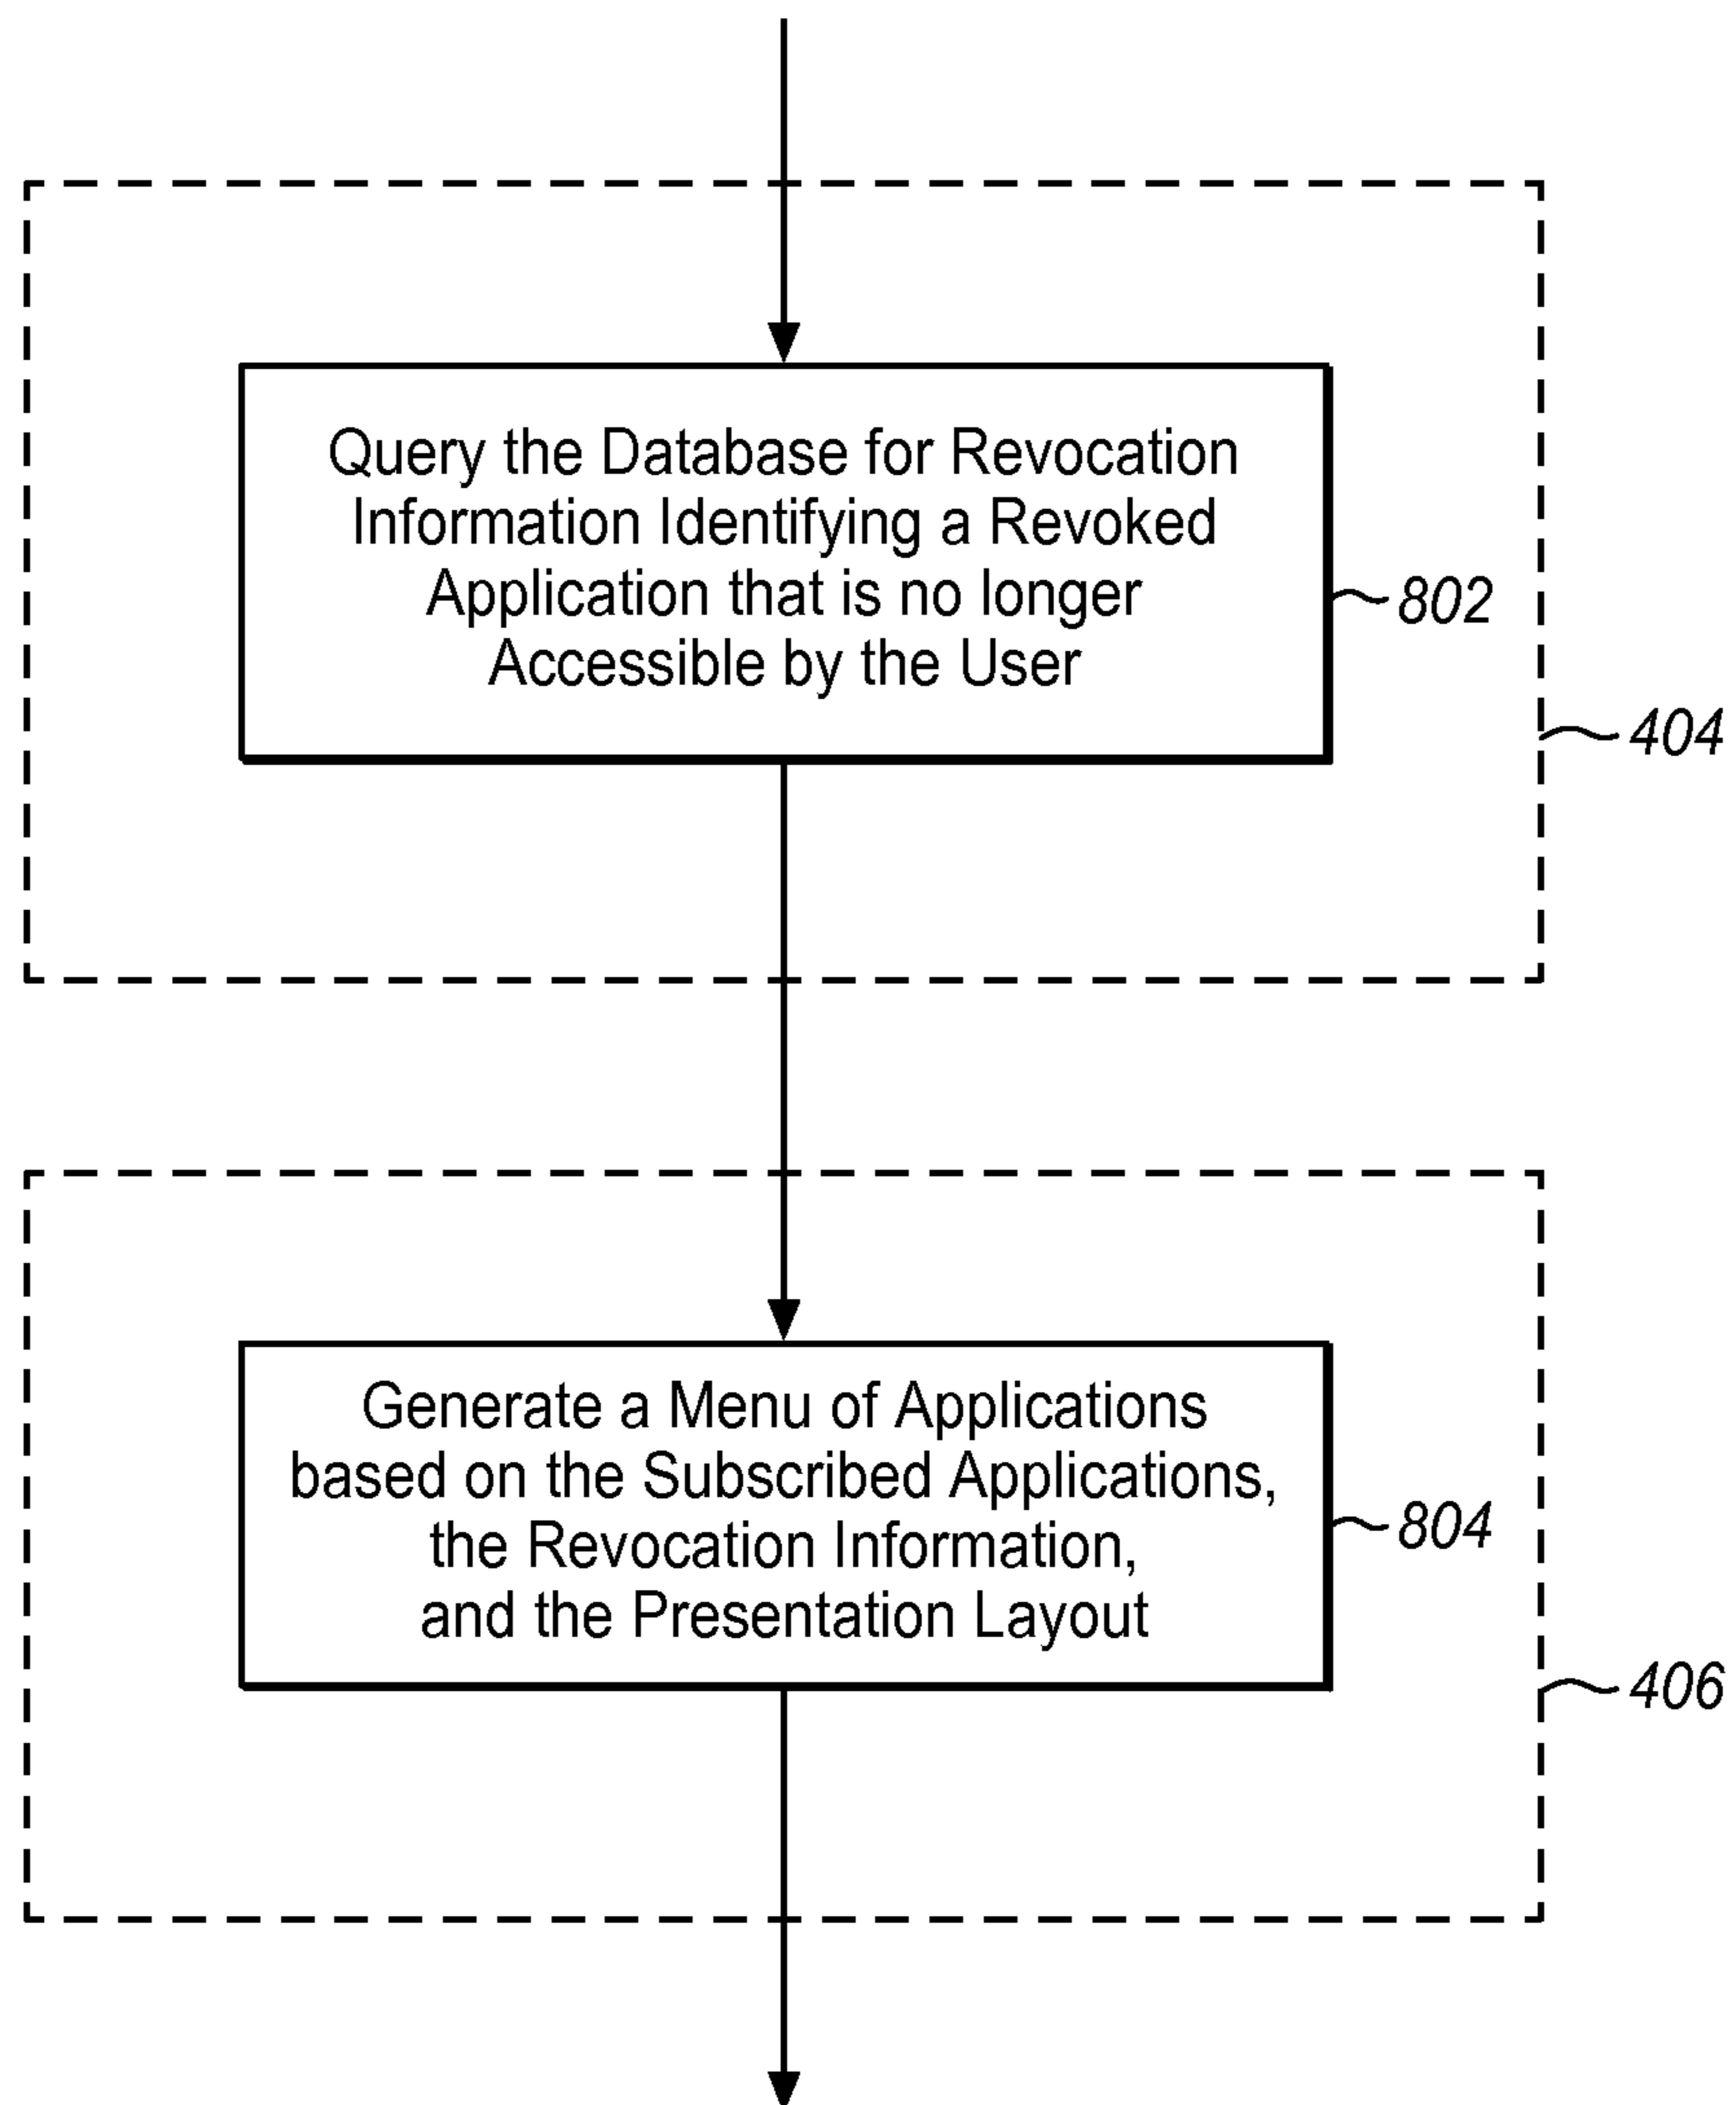 Query the Database for Revocation
Information Identifying a Revoked
Application that is no longer
Accessible by the User
802
404
Generate a Menu of Applications
based on the Subscribed Applications,
the Revocation Information,
and the Presentation Layout
804
406